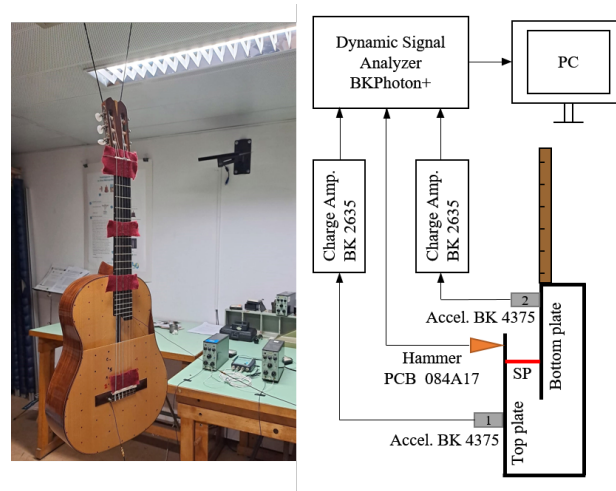 Dynamic Signal
Analyzer
BKPhoton+
PC
Charge Amp.
BK 2635
Charge Amp.
BK 2635
2
Accel. BK 4375
Hammer
PCB 084A17
SP
Bottom plate
1
Accel. BK 4375
Top plate